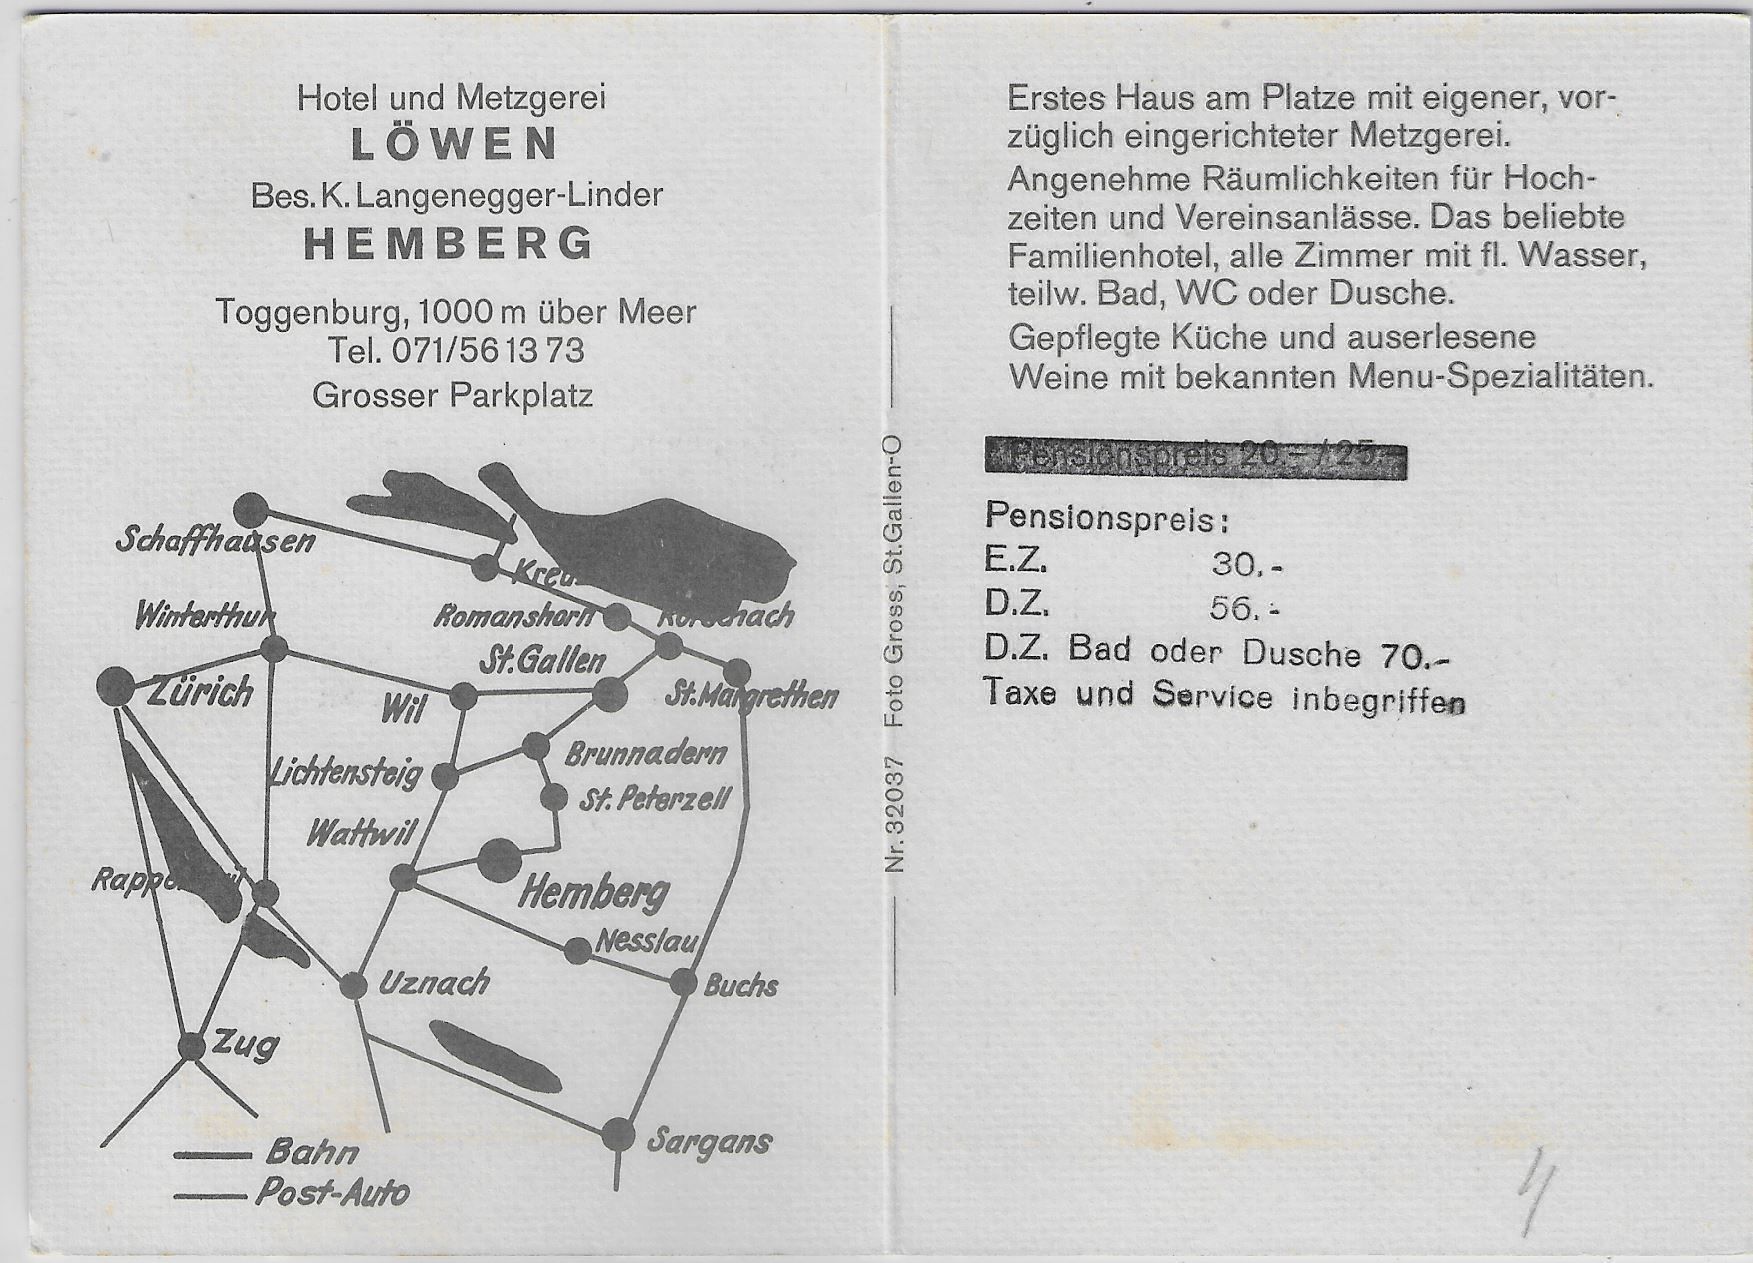 Hotel und Metzgerei
LÖWEN
Bes. K. Langenegger-Linder
HEMBERG
Toggenburg, 1000 m über Meer
Tel. 071/56 13 73
Grosser Parkplatz
Schaffhausen
Romanshorn
Rorschach
Winterthur
St.Gallen
Zürich
Wil
St.Margrethen
Lichtensteig
Brunnadern
St. Peterzell
Wattwil
Hemberg
Nesslau
Uznach
Buchs
Zug
Sargans
Bahn
Post-Auto
Nr. 32037 Foto Gross, St.Gallen-O
Erstes Haus am Platze mit eigener, vor-
züglich eingerichteter Metzgerei.
Angenehme Räumlichkeiten für Hoch-
zeiten und Vereinsanlässe. Das beliebte
Familienhotel, alle Zimmer mit fl. Wasser,
teilw. Bad, WC oder Dusche.
Gepflegte Küche und auserlesene
Weine mit bekannten Menu-Spezialitäten.
Pensionspreis 20.– / 25.–
Pensionspreis:
E.Z. 30.-
D.Z. 56.-
D.Z. Bad oder Dusche 70.-
Taxe und Service inbegriffen